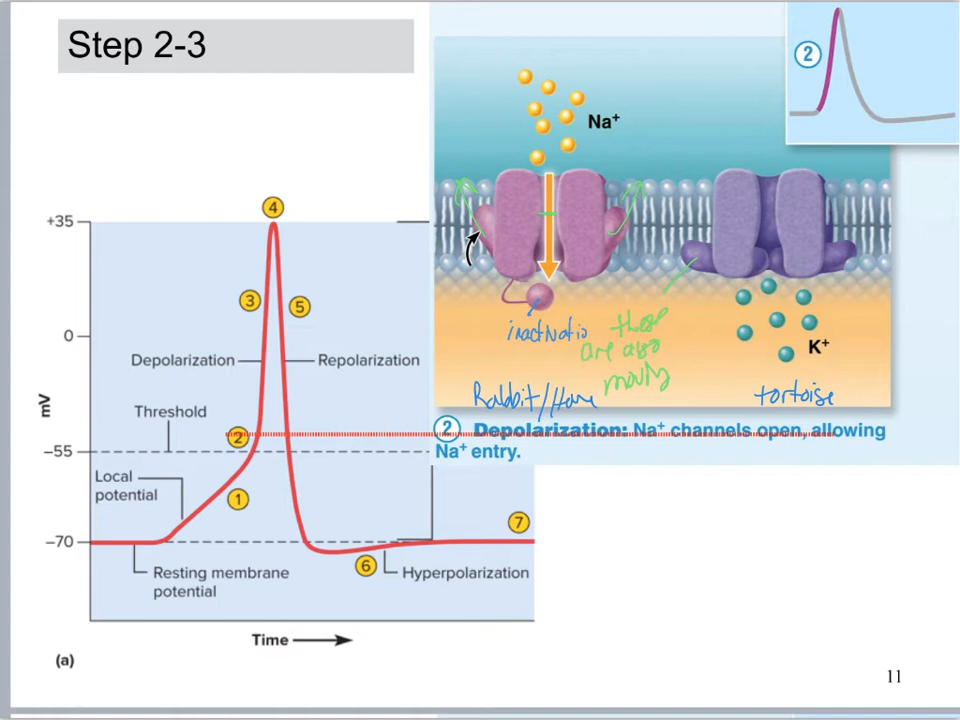 Step 2-3
2
Na⁺
inactivatio
these
are also
moving
K⁺
Rabbit/Hare
tortoise
2 Depolarization: Na⁺ channels open, allowing
Na⁺ entry.
+35
4
3
5
0
Depolarization
Repolarization
mV
Threshold
2
–55
Local
potential
1
7
–70
6
Resting membrane
potential
Hyperpolarization
Time
(a)
11